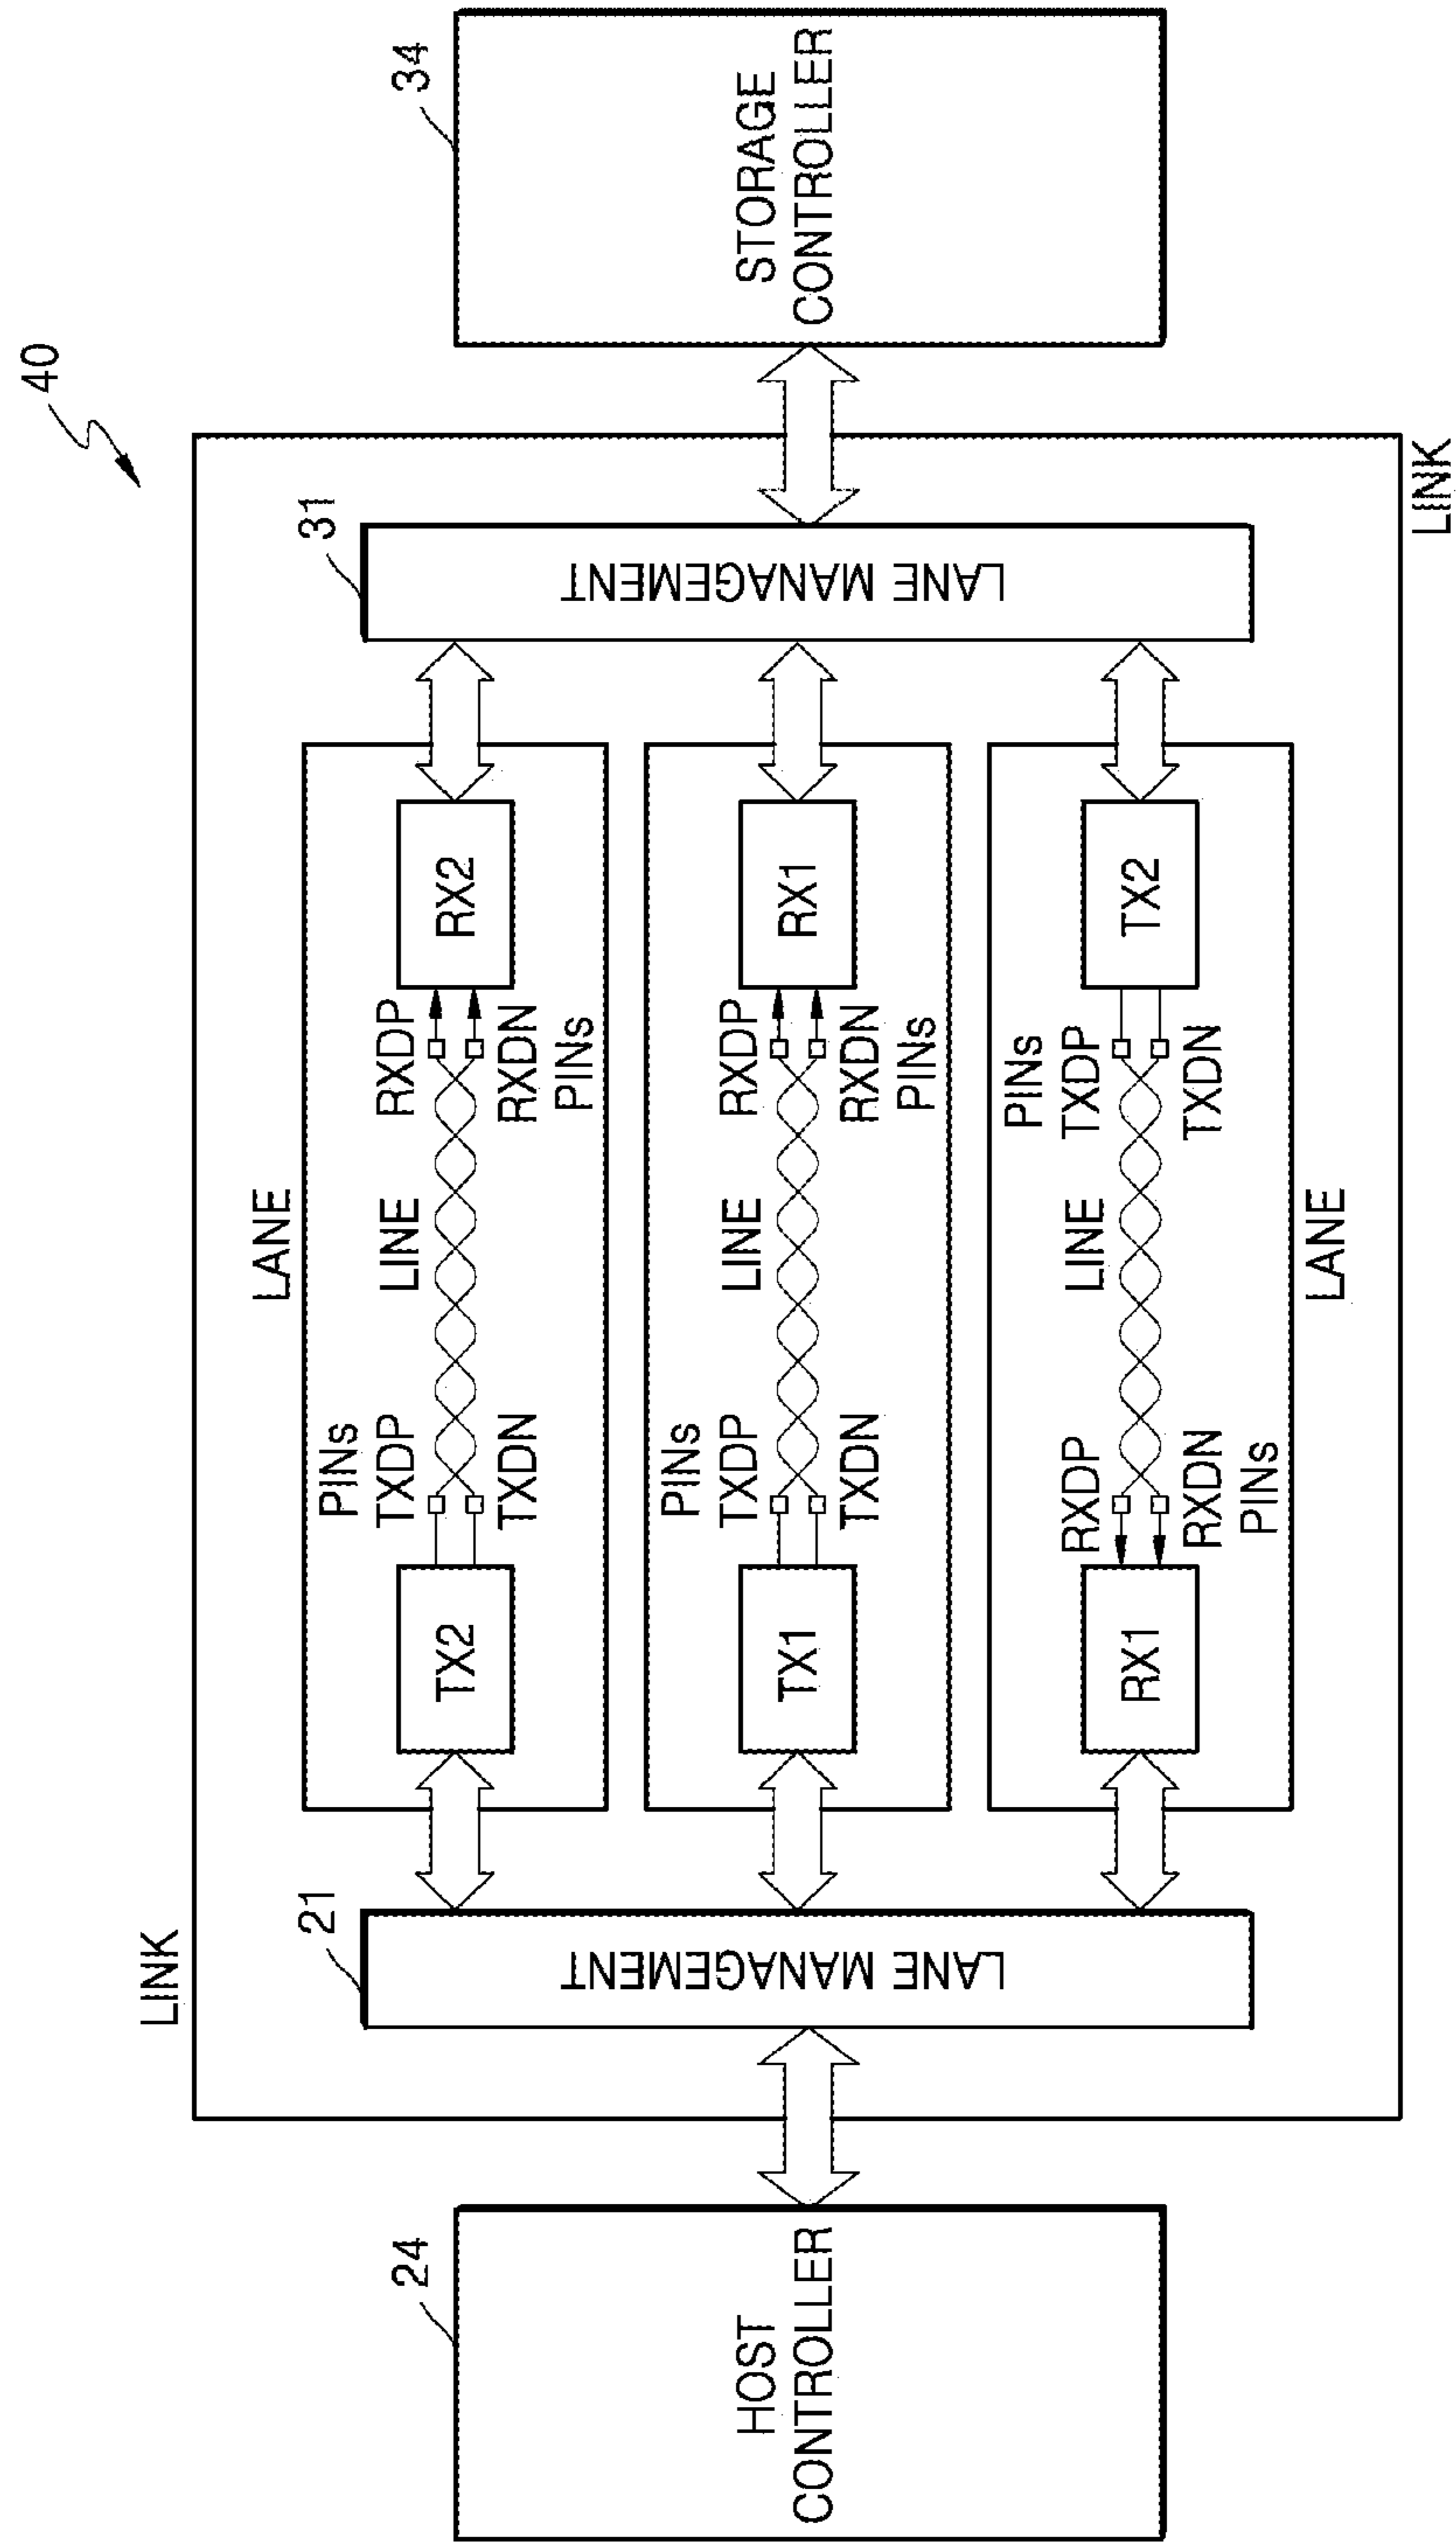 40
LINK
24
HOST
CONTROLLER
21
LANE MANAGEMENT
LANE
TX2
PINs
TXDP
TXDN
LINE
RXDP
RXDN
PINs
RX2
TX1
PINs
TXDP
TXDN
LINE
RXDP
RXDN
PINs
RX1
RX1
RXDP
RXDN
PINs
LINE
PINs
TXDP
TXDN
TX2
LANE
31
LANE MANAGEMENT
34
STORAGE
CONTROLLER
LINK